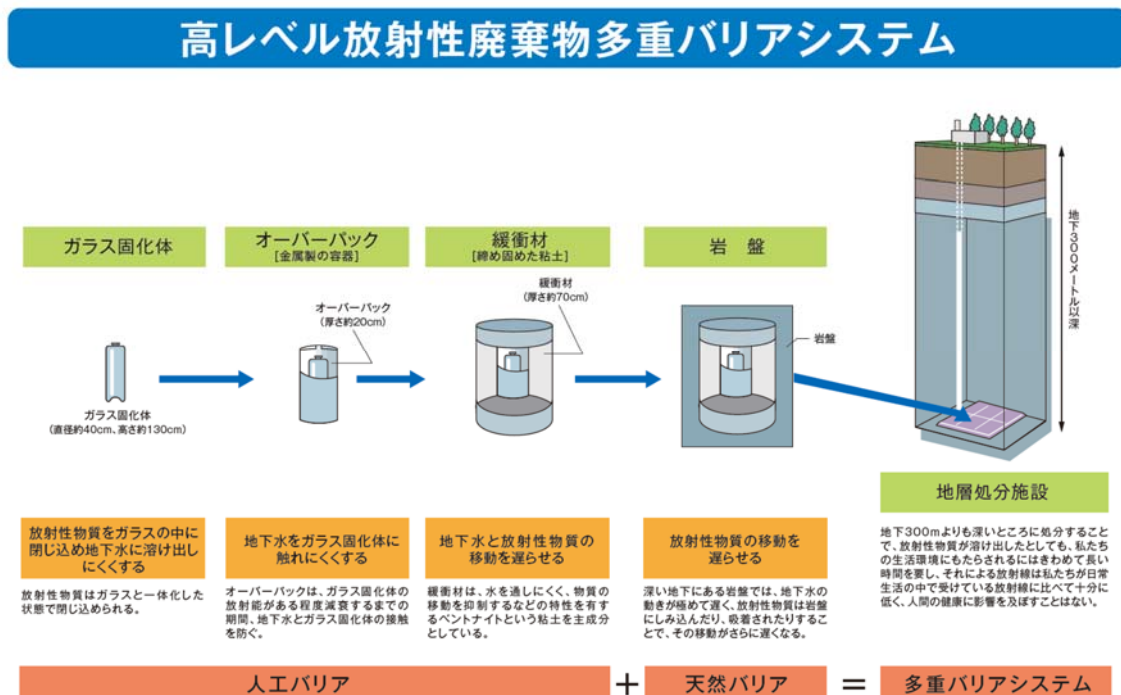 高レベル放射性廃棄物多重バリアシステム
ガラス固化体
オーバーパック
[金属製の容器]
緩衝材
[締め固めた粘土]
岩 盤
地下300メートル以深
オーバーパック
(厚さ約20cm)
緩衝材
(厚さ約70cm)
岩盤
ガラス固化体
(直径約40cm、高さ約130cm)
地層処分施設
地下300mよりも深いところに処分すること
で、放射性物質が溶け出したとしても、私たち
の生活環境にもたらされるにはきわめて長い
時間を要し、それによる放射線は私たちが日常
生活の中で受けている放射線に比べて十分に
低く、人間の健康に影響を及ぼすことはない。
放射性物質をガラスの中に
閉じ込め地下水に溶け出し
にくくする
放射性物質はガラスと一体化した
状態で閉じ込められる。
地下水をガラス固化体に
触れにくくする
オーバーパックは、ガラス固化体の
放射能がある程度減衰するまでの
期間、地下水とガラス固化体の接触
を防ぐ。
地下水と放射性物質の
移動を遅らせる
緩衝材は、水を通しにくく、物質の
移動を抑制するなどの特性を有す
るベントナイトという粘土を主成分
としている。
放射性物質の移動を
遅らせる
深い地下にある岩盤では、地下水の
動きが極めて遅く、放射性物質は岩盤
にしみ込んだり、吸着されたりすること
で、その移動がさらに遅くなる。
人工バリア
+
天然バリア
=
多重バリアシステム